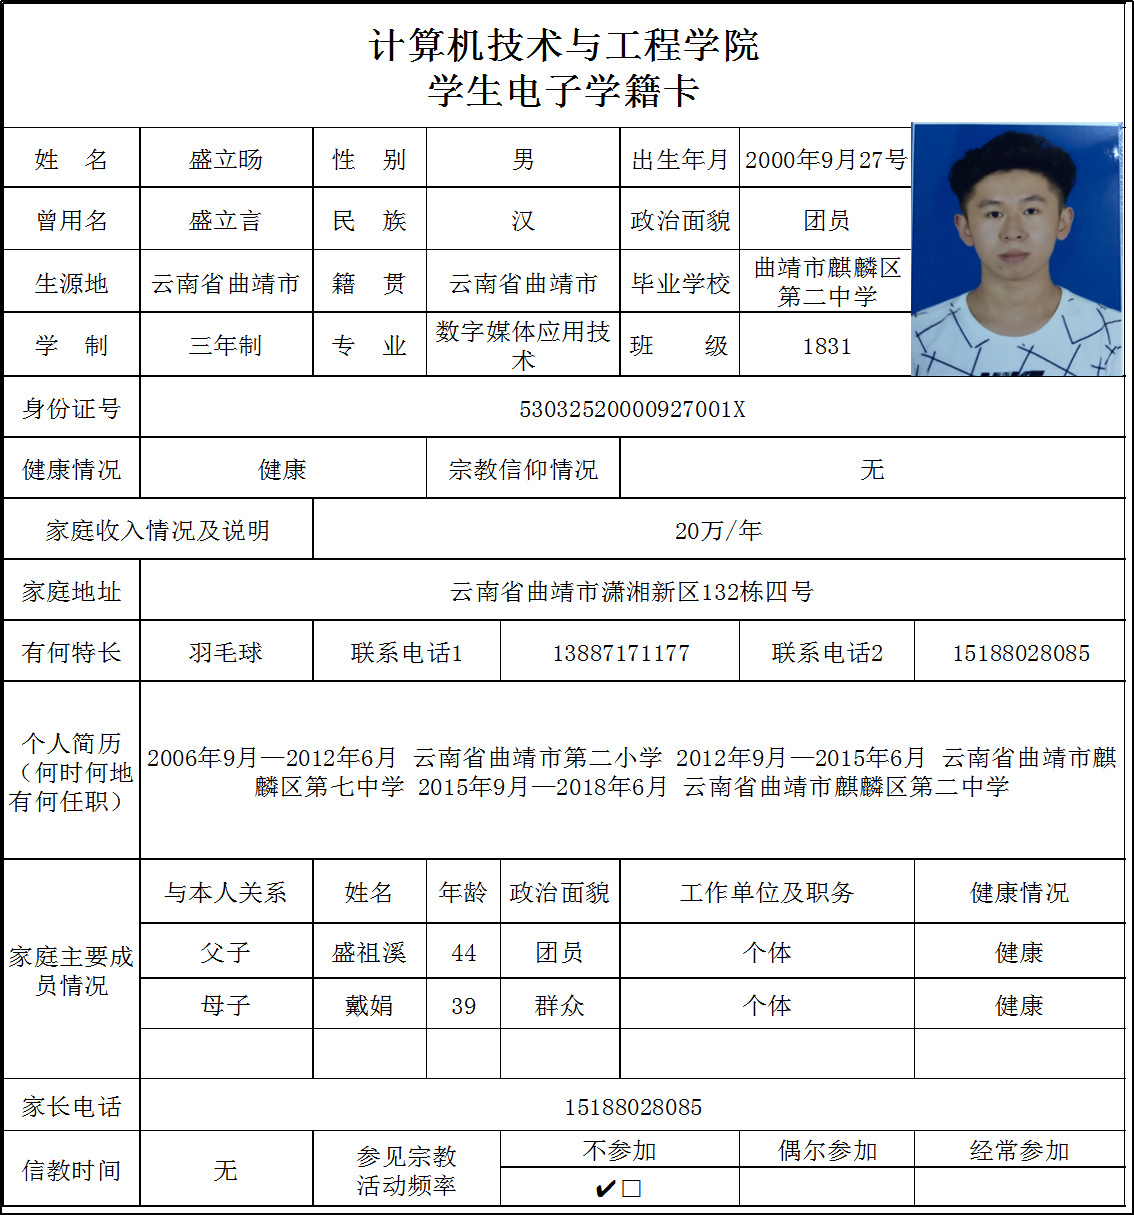 计算机技术与工程学院
学生电子学籍卡
姓 名 盛立旸 性 别 男 出生年月 2000年9月27号
曾用名 盛立言 民 族 汉 政治面貌 团员
生源地 云南省曲靖市 籍 贯 云南省曲靖市 毕业学校 曲靖市麒麟区
第二中学
学 制 三年制 专 业 数字媒体应用技
术 班 级 1831
身份证号 53032520000927001X
健康情况 健康 宗教信仰情况 无
家庭收入情况及说明 20万/年
家庭地址 云南省曲靖市潇湘新区132栋四号
有何特长 羽毛球 联系电话1 13887171177 联系电话2 15188028085
个人简历
（何时何地
有何任职）
2006年9月—2012年6月 云南省曲靖市第二小学 2012年9月—2015年6月 云南省曲靖市麒
麟区第七中学 2015年9月—2018年6月 云南省曲靖市麒麟区第二中学
家庭主要成
员情况
与本人关系 姓名 年龄 政治面貌 工作单位及职务 健康情况
父子 盛祖溪 44 团员 个体 健康
母子 戴娟 39 群众 个体 健康
家长电话 15188028085
信教时间 无 参见宗教
活动频率
不参加 偶尔参加 经常参加
✔□